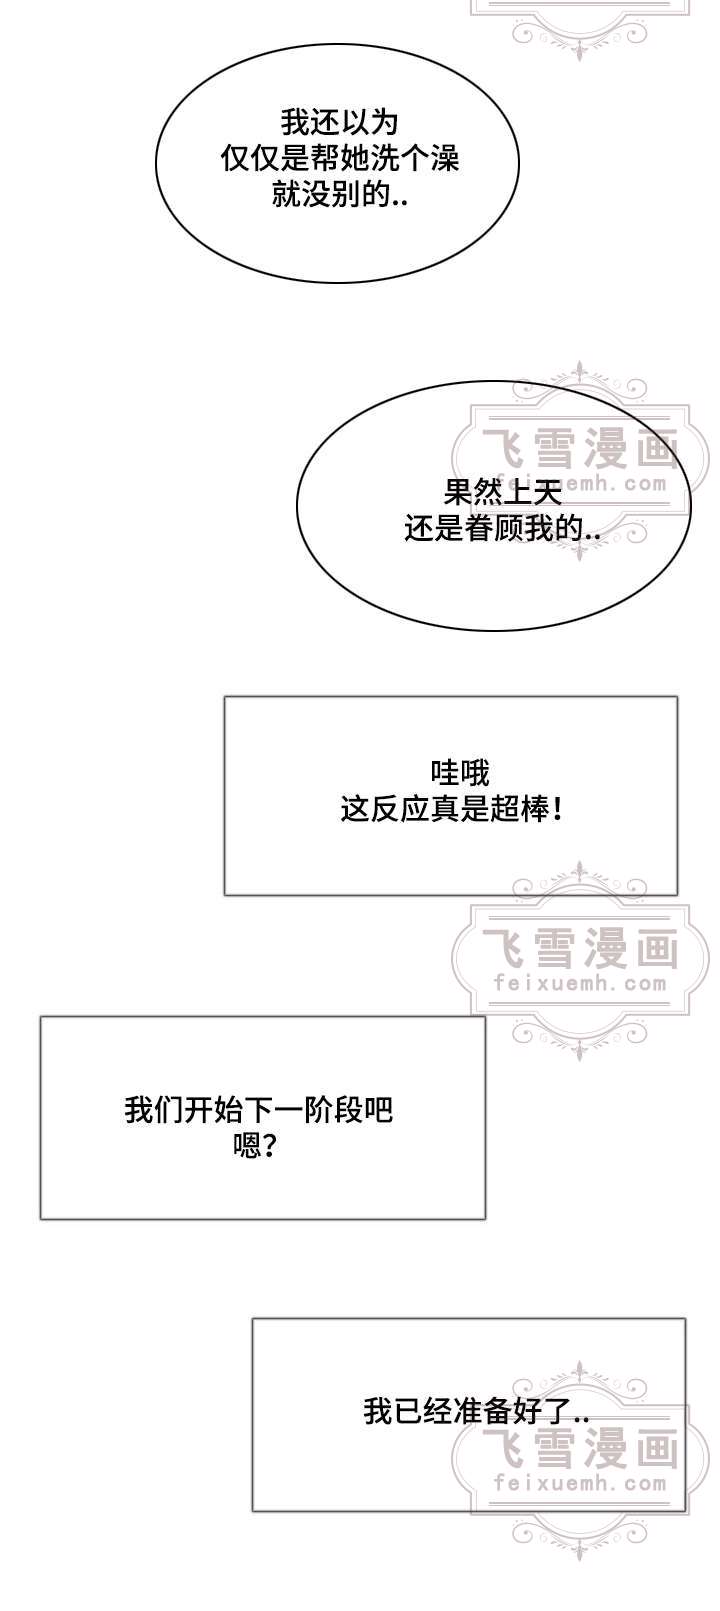 我还以为
仅仅是帮她洗个澡
就没别的..
飞雪漫画
feixuemh.com
果然上天
还是眷顾我的..
哇哦
这反应真是超棒！
飞雪漫画
feixuemh.com
我们开始下一阶段吧
嗯？
我已经准备好了..
飞雪漫画
feixuemh.com